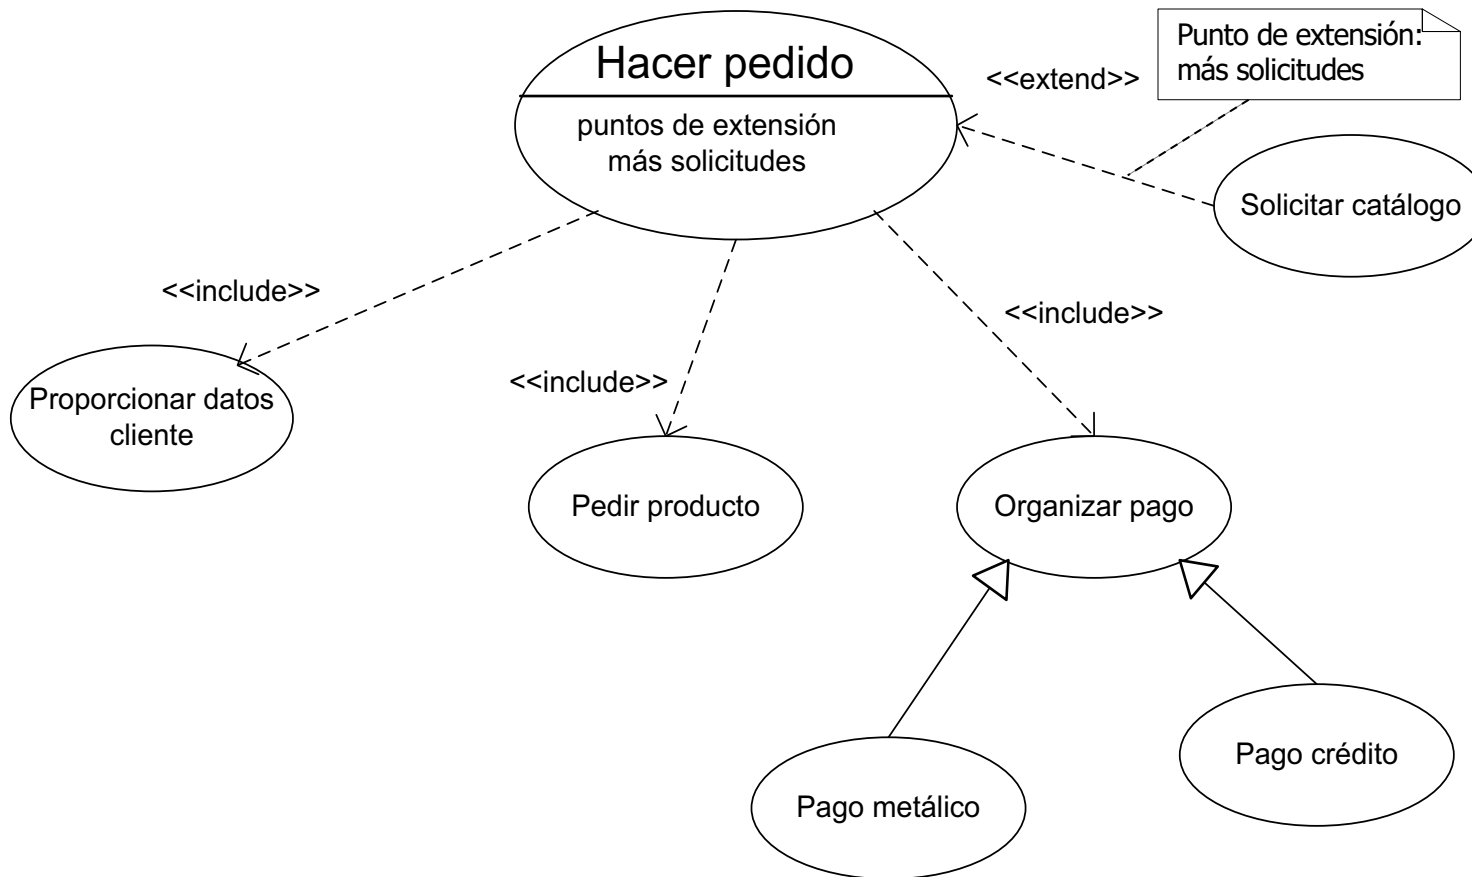 Hacer pedido
puntos de extensión
más solicitudes
<<extend>>
Punto de extensión:
más solicitudes
Solicitar catálogo
<<include>>
<<include>>
<<include>>
Proporcionar datos
cliente
Pedir producto
Organizar pago
Pago metálico
Pago crédito